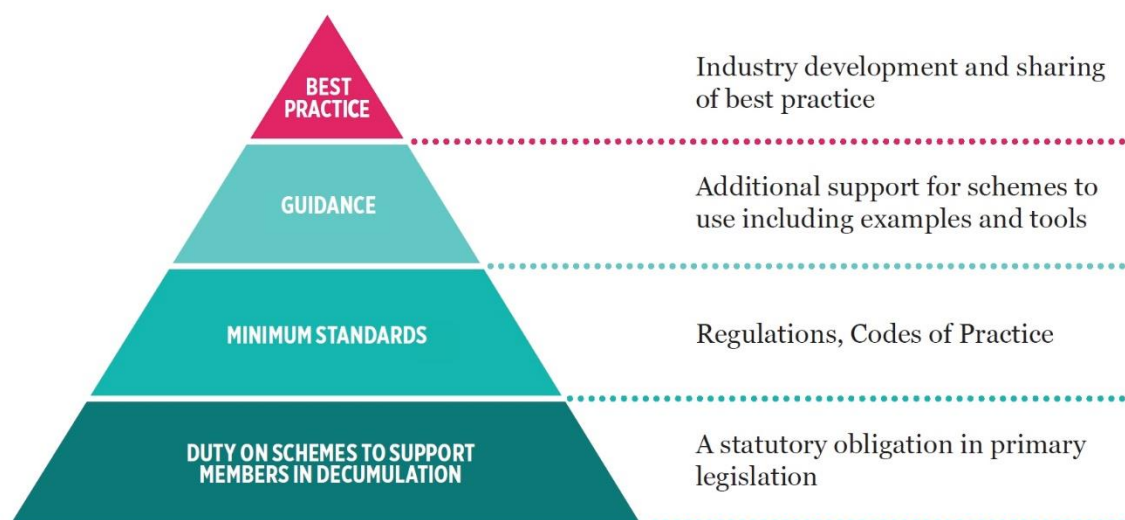 BEST
PRACTICE
Industry development and sharing
of best practice
GUIDANCE
Additional support for schemes to
use including examples and tools
MINIMUM STANDARDS
Regulations, Codes of Practice
DUTY ON SCHEMES TO SUPPORT
MEMBERS IN DECUMULATION
A statutory obligation in primary
legislation